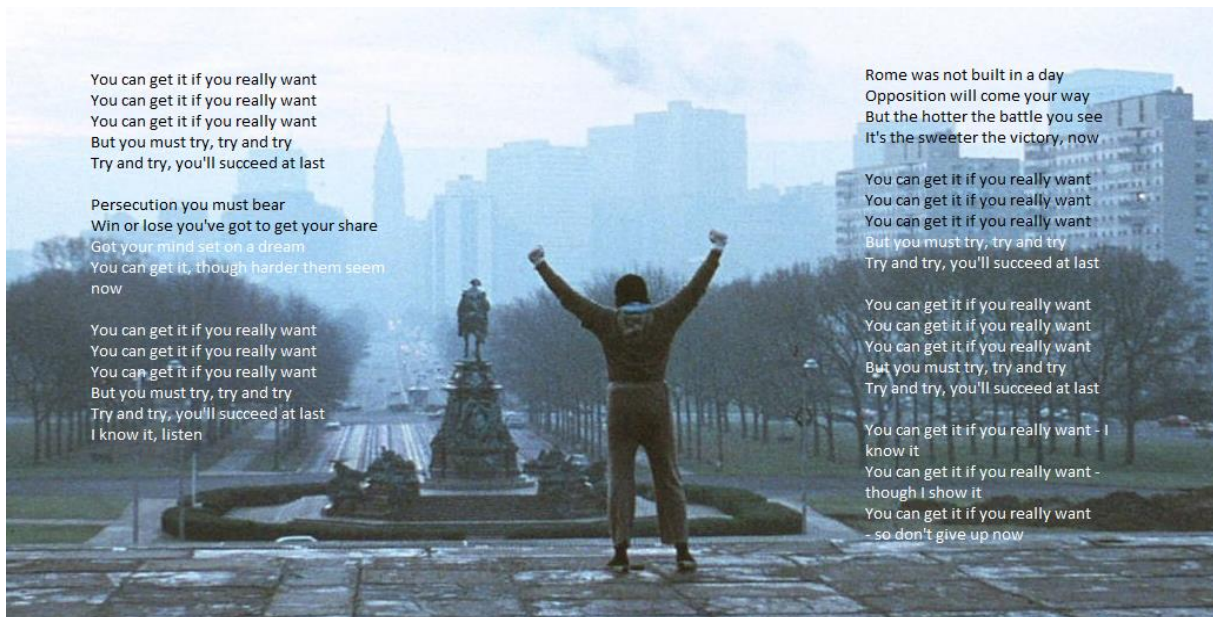 You can get it if you really want
You can get it if you really want
You can get it if you really want
But you must try, try and try
Try and try, you'll succeed at last

Persecution you must bear
Win or lose you've got to get your share
Got your mind set on a dream
You can get it, though harder them seem
now

You can get it if you really want
You can get it if you really want
You can get it if you really want
But you must try, try and try
Try and try, you'll succeed at last
I know it, listen

Rome was not built in a day
Opposition will come your way
But the hotter the battle you see
It's the sweeter the victory, now

You can get it if you really want
You can get it if you really want
You can get it if you really want
But you must try, try and try
Try and try, you'll succeed at last

You can get it if you really want
You can get it if you really want
You can get it if you really want
But you must try, try and try
Try and try, you'll succeed at last

You can get it if you really want - I
know it
You can get it if you really want -
though I show it
You can get it if you really want
- so don't give up now